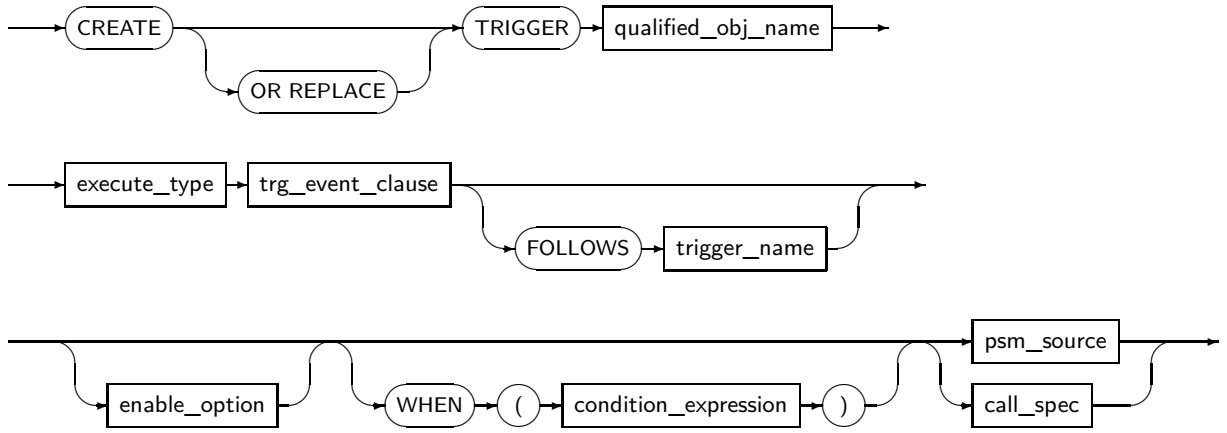 CREATE TRIGGER qualified_obj_name
OR REPLACE
execute_type trg_event_clause
FOLLOWS trigger_name
psm_source
enable_option WHEN ( condition_expression ) call_spec